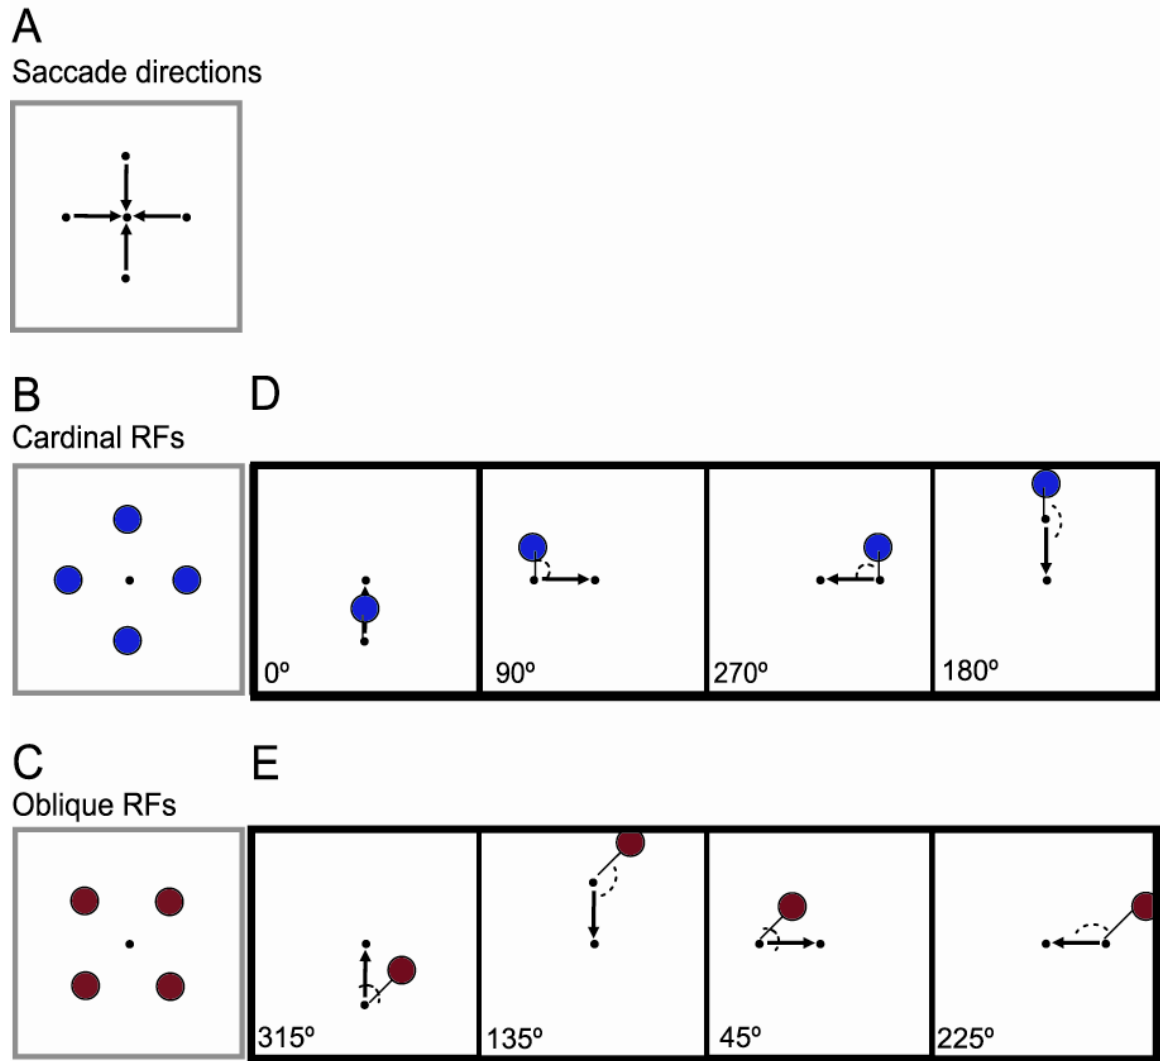 A
Saccade directions
B
Cardinal RFs
D
0º
90º
270º
180º
C
Oblique RFs
E
315º
135º
45º
225º